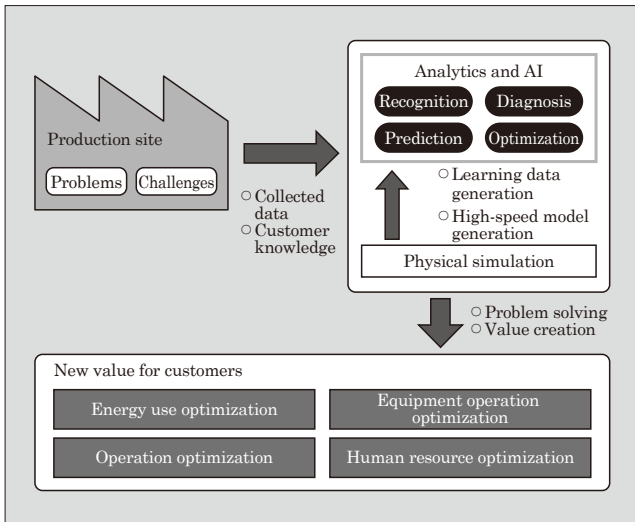 Production site
Problems
Challenges
○ Collected
data
○ Customer
knowledge
Analytics and AI
Recognition
Diagnosis
Prediction
Optimization
○ Learning data
generation
○ High-speed model
generation
Physical simulation
○ Problem solving
○ Value creation
New value for customers
Energy use optimization
Equipment operation
optimization
Operation optimization
Human resource optimization